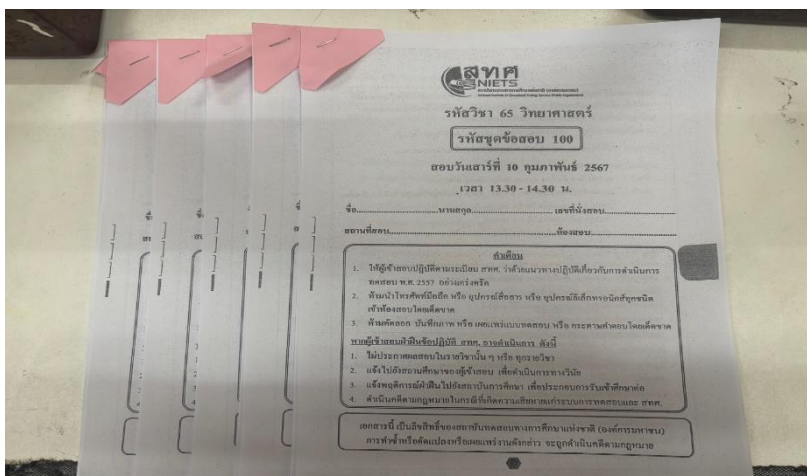 สทศ
NIETS
รหัสวิชา 65 วิทยาศาสตร์
รหัสชุดข้อสอบ 100
สอบวันเสาร์ที่ 10 กุมภาพันธ์ 2567
เวลา 13.30 - 14.30 น.
ชื่อ..............................นามสกุล..............................เลขที่นั่งสอบ....................
สถานที่สอบ............................................................ห้องสอบ....................
คำเตือน
1. ให้ผู้เข้าสอบปฏิบัติตามระเบียบ สทศ. ว่าด้วยแนวทางปฏิบัติเกี่ยวกับการดำเนินการ
ทดสอบ พ.ศ. 2557 อย่างเคร่งครัด
2. ห้ามนำโทรศัพท์มือถือ หรือ อุปกรณ์สื่อสาร หรือ อุปกรณ์อิเล็กทรอนิกส์ทุกชนิด
เข้าห้องสอบโดยเด็ดขาด
3. ห้ามคัดลอก บันทึกภาพ หรือ เผยแพร่แบบทดสอบ หรือ กระดาษคำตอบโดยเด็ดขาด
หากผู้เข้าสอบฝ่าฝืนข้อปฏิบัติ สทศ. อาจดำเนินการ ดังนี้
1. ไม่ประกาศผลสอบในรายวิชานั้น ๆ หรือ ทุกรายวิชา
2. แจ้งไปยังสถานศึกษาของผู้เข้าสอบ เพื่อดำเนินการทางวินัย
3. แจ้งพฤติการณ์ฝ่าฝืนไปยังสถาบันการศึกษา เพื่อประกอบการรับเข้าศึกษาต่อ
4. ดำเนินคดีตามกฎหมายในกรณีที่เกิดความเสียหายแก่ระบบการทดสอบและ สทศ.
เอกสารนี้ เป็นลิขสิทธิ์ของสถาบันทดสอบทางการศึกษาแห่งชาติ (องค์การมหาชน)
การทำซ้ำหรือดัดแปลงหรือเผยแพร่งานดังกล่าว จะถูกดำเนินคดีตามกฎหมาย